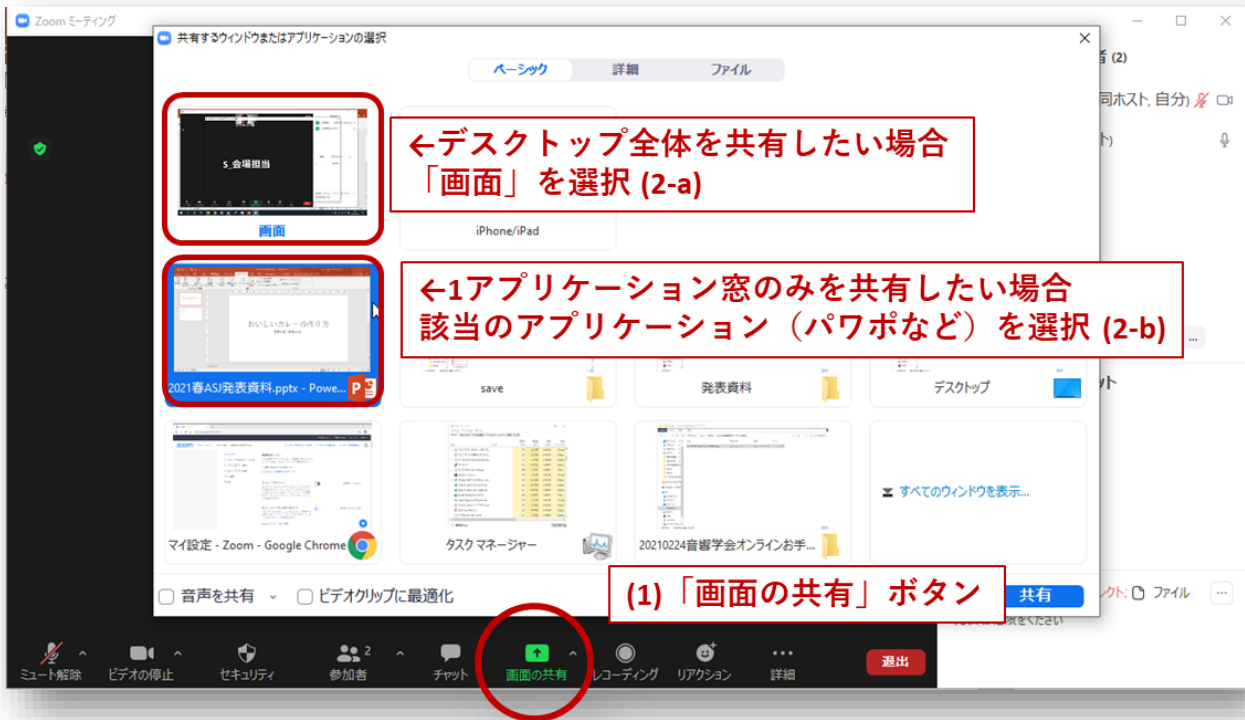 Zoom ミーティング
共有するウィンドウまたはアプリケーションの選択
ベーシック 詳細 ファイル
者 (2)
同ホスト, 自分)
ト)
S_会場担当
←デスクトップ全体を共有したい場合
「画面」を選択 (2-a)
画面
iPhone/iPad
←1アプリケーション窓のみを共有したい場合
該当のアプリケーション（パワポなど）を選択 (2-b)
おいしいカレーの作り方
2021春ASJ発表資料.pptx - Powe...
save
発表資料
デスクトップ
...
ット
マイ設定 - Zoom - Google Chrome
タスク マネージャー
20210224音響学会オンラインお手...
すべてのウィンドウを表示...
(1)「画面の共有」ボタン
音声を共有
ビデオクリップに最適化
共有
ファイル
...
ミュート解除
ビデオの停止
セキュリティ
参加者
2
チャット
画面の共有
レコーディング
リアクション
詳細
退出